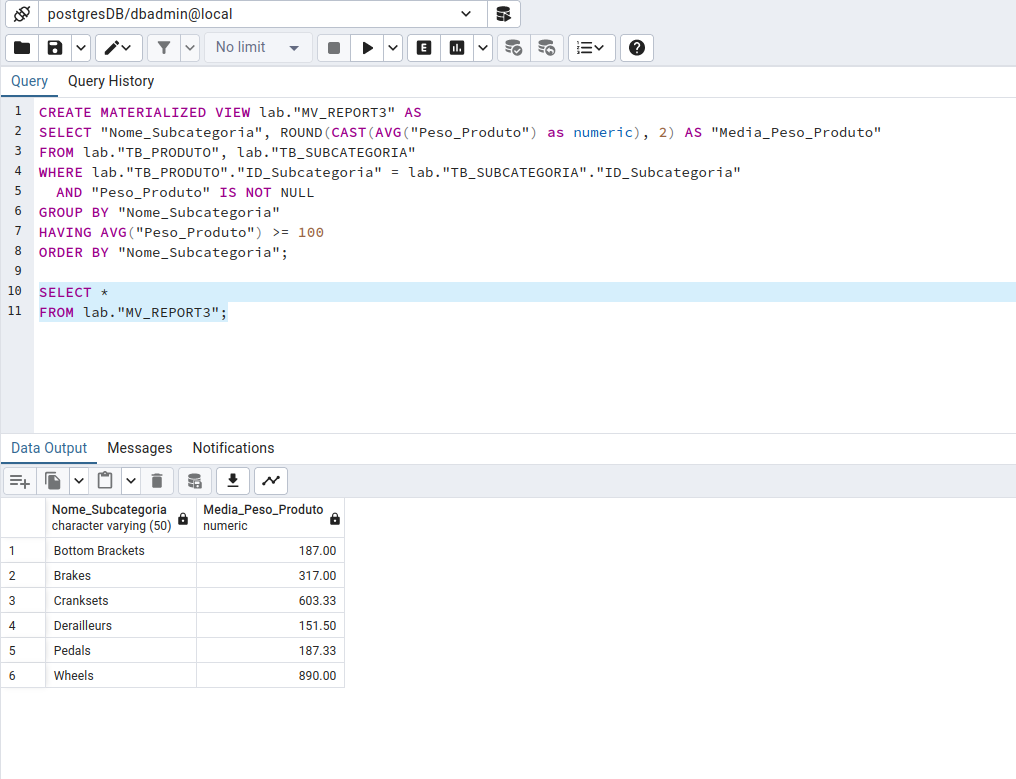 postgresDB/dbadmin@local
No limit
E
Query Query History
1 CREATE MATERIALIZED VIEW lab."MV_REPORT3" AS
2 SELECT "Nome_Subcategoria", ROUND(CAST(AVG("Peso_Produto") as numeric), 2) AS "Media_Peso_Produto"
3 FROM lab."TB_PRODUTO", lab."TB_SUBCATEGORIA"
4 WHERE lab."TB_PRODUTO"."ID_Subcategoria" = lab."TB_SUBCATEGORIA"."ID_Subcategoria"
5   AND "Peso_Produto" IS NOT NULL
6 GROUP BY "Nome_Subcategoria"
7 HAVING AVG("Peso_Produto") >= 100
8 ORDER BY "Nome_Subcategoria";
9
10 SELECT *
11 FROM lab."MV_REPORT3";
Data Output Messages Notifications
Nome_Subcategoria Media_Peso_Produto
character varying (50) numeric
1 Bottom Brackets 187.00
2 Brakes 317.00
3 Cranksets 603.33
4 Derailleurs 151.50
5 Pedals 187.33
6 Wheels 890.00